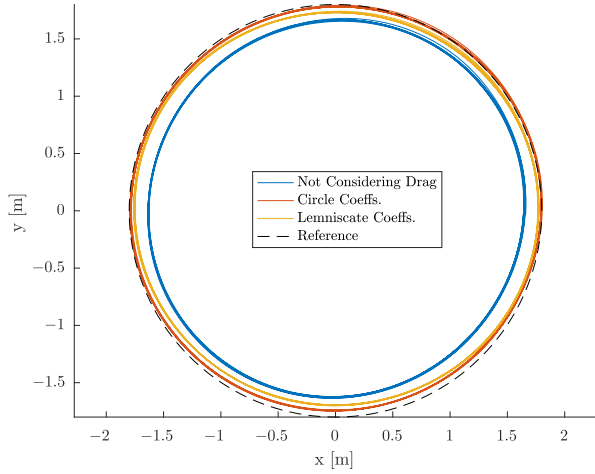 1.5
1
0.5
0
−0.5
−1
−1.5
y [m]
Not Considering Drag
Circle Coeffs.
Lemniscate Coeffs.
Reference
−2 −1.5 −1 −0.5 0 0.5 1 1.5 2
x [m]